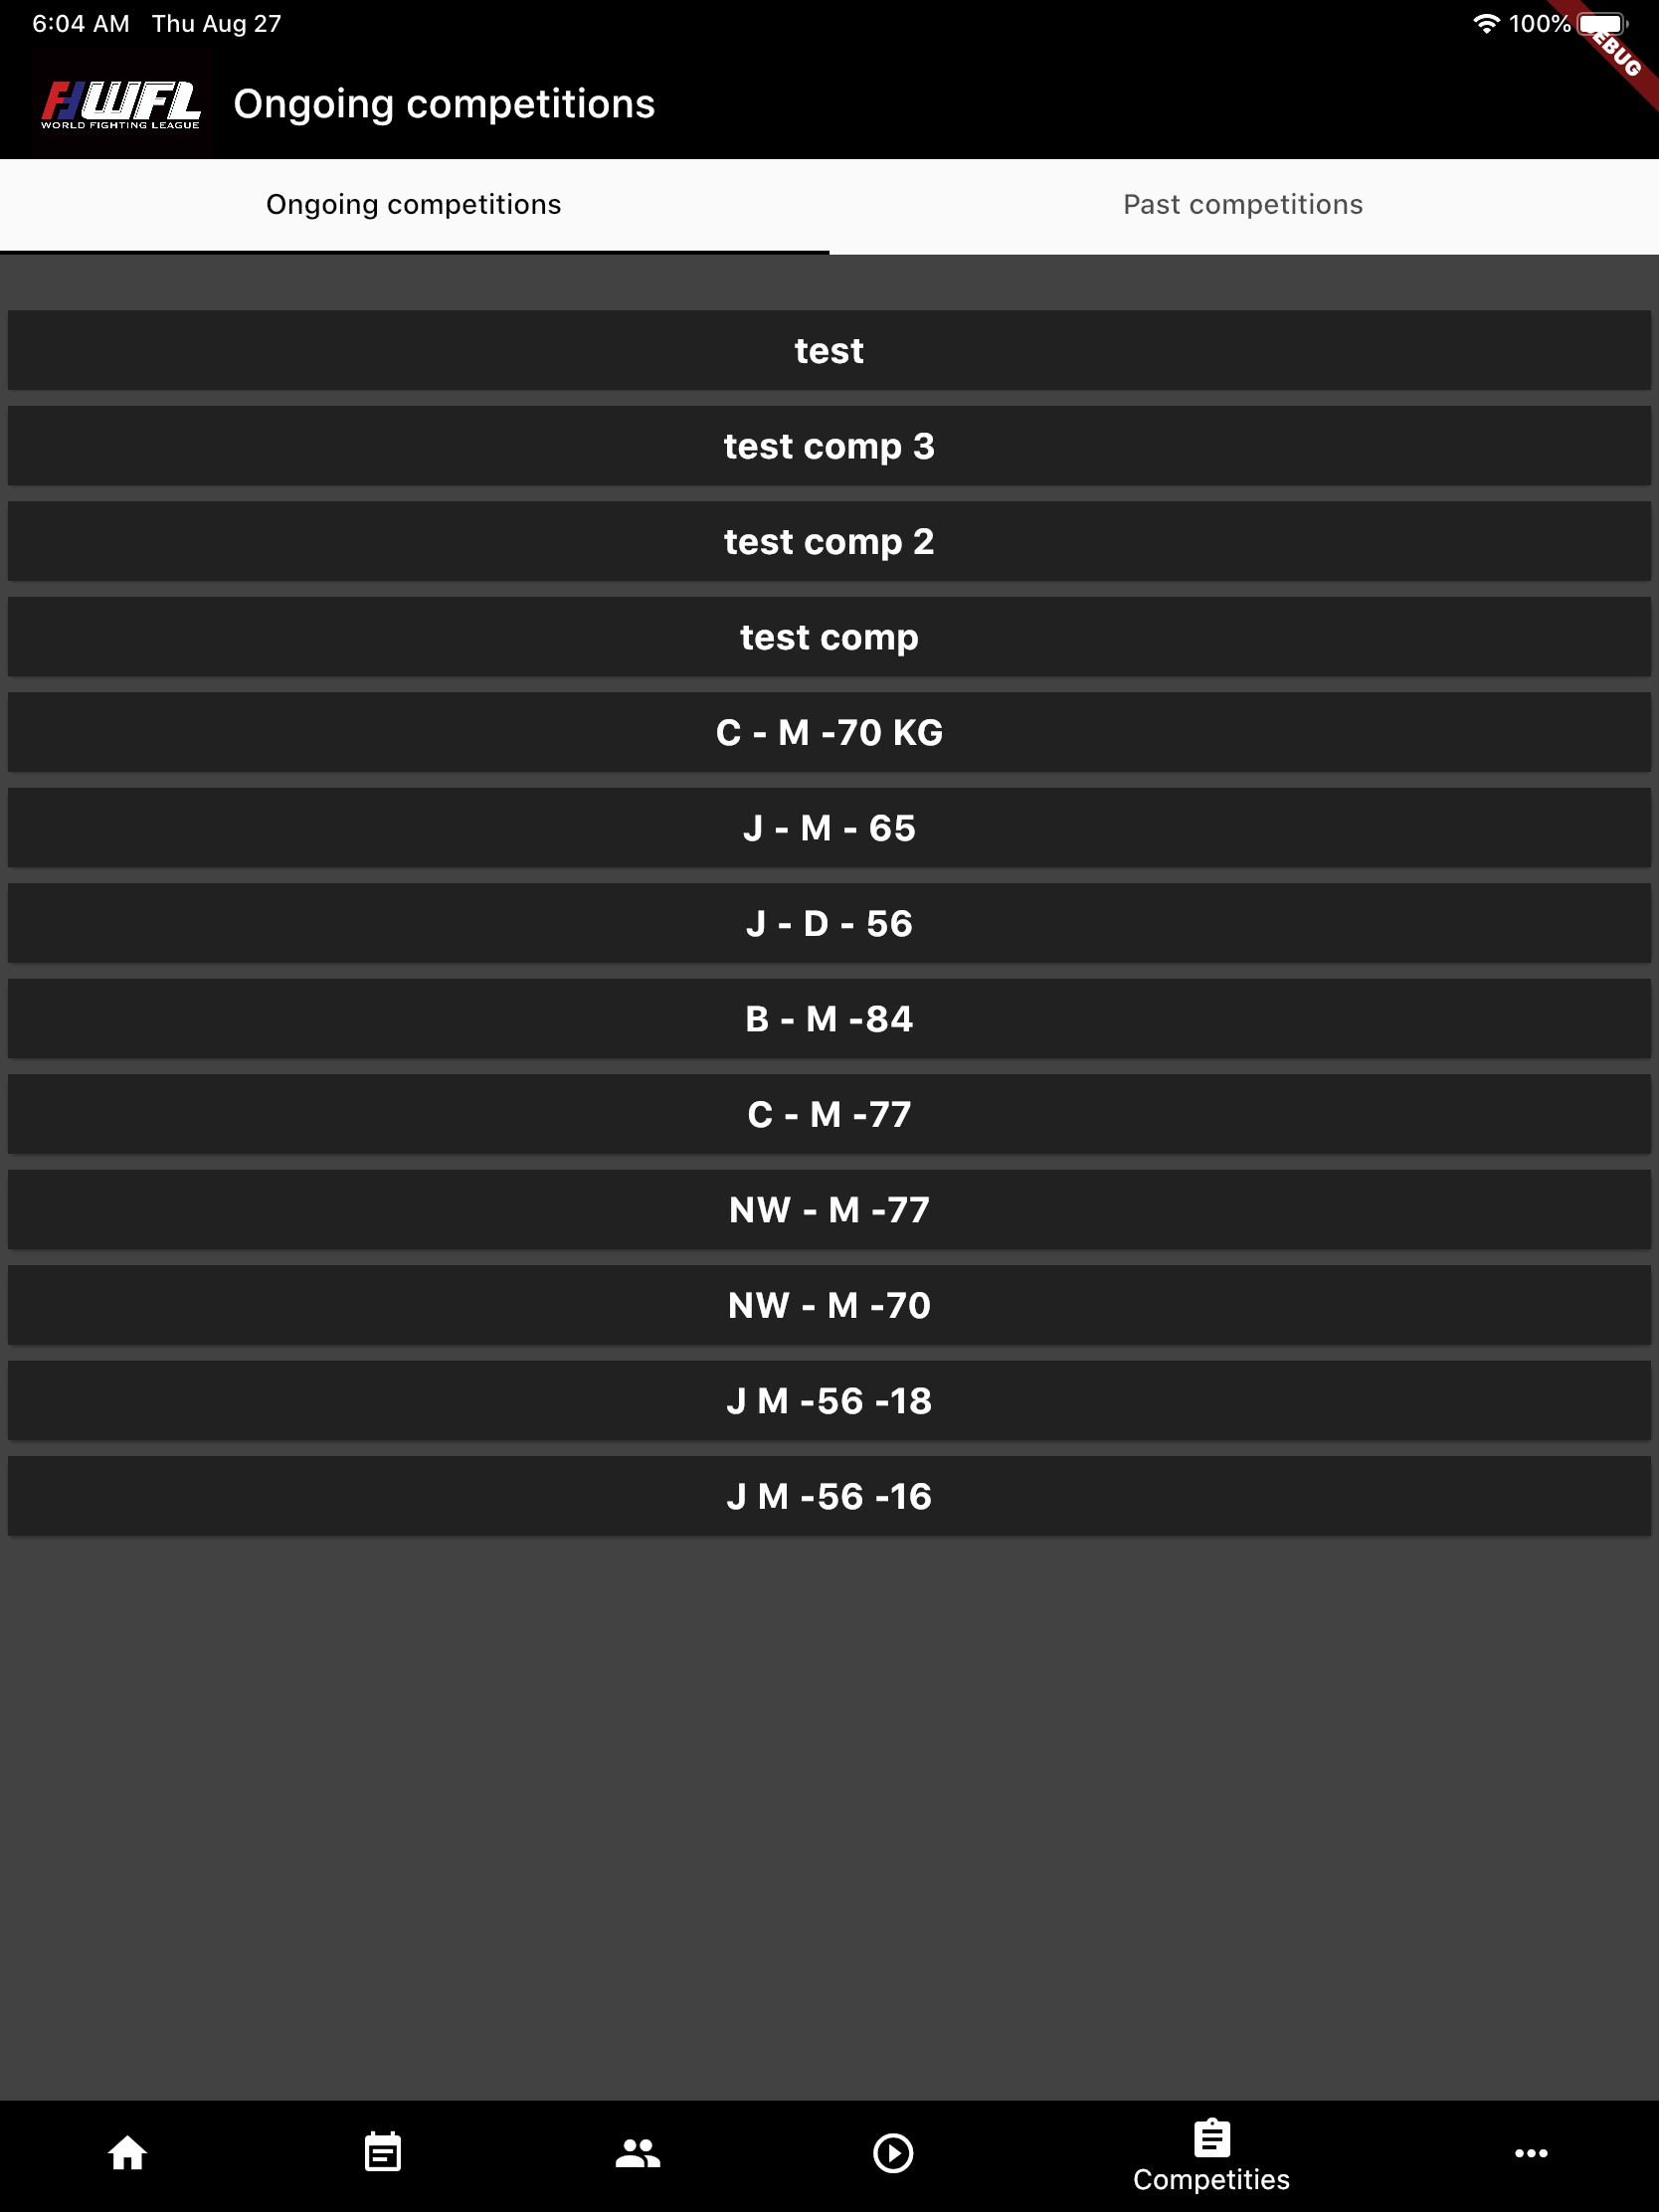 6:04 AM Thu Aug 27 100%
EBUG
WFL
WORLD FIGHTING LEAGUE
Ongoing competitions
Ongoing competitions Past competitions
test
test comp 3
test comp 2
test comp
C - M -70 KG
J - M - 65
J - D - 56
B - M -84
C - M -77
NW - M -77
NW - M -70
J M -56 -18
J M -56 -16
Competities